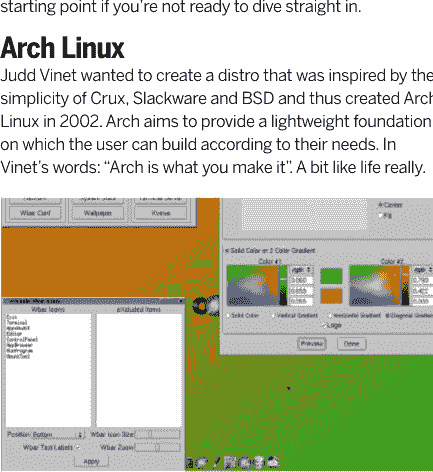 starting point if you're not ready to dive straight in.
Arch Linux
Judd Vinet wanted to create a distro that was inspired by the
simplicity of Crux, Slackware and BSD and thus created Arch
Linux in 2002. Arch aims to provide a lightweight foundation
on which the user can build according to their needs. In
Vinet's words: “Arch is what you make it”. A bit like life really.
Wbar Conf
Wallpaper
Center
Solid Color or 2 Color Gradient
Color #1
Color #2
Solid Color
Vertical Gradient
Horizontal Gradient
Diagonal Gradient
Logo
Preview
Done
Wbar Icons
eXcluded Items
Terminal
Editor
ControlPanel
AppBrowser
Position:
Bottom
Wbar Icon Size:
Wbar Text Labels
Wbar Zoom:
Apply